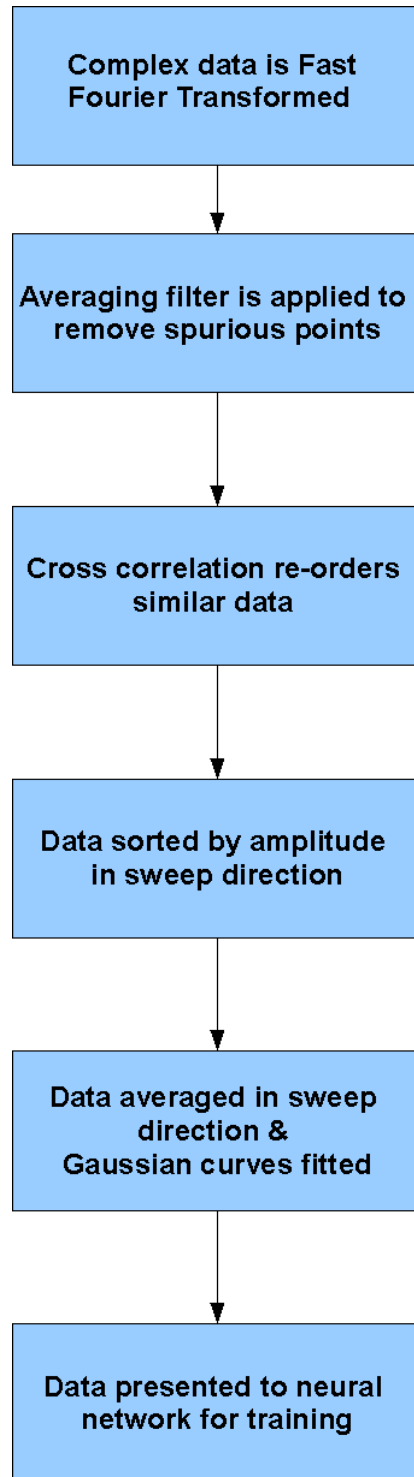 Complex data is Fast
Fourier Transformed
Averaging filter is applied to
remove spurious points
Cross correlation re-orders
similar data
Data sorted by amplitude
in sweep direction
Data averaged in sweep
direction &
Gaussian curves fitted
Data presented to neural
network for training